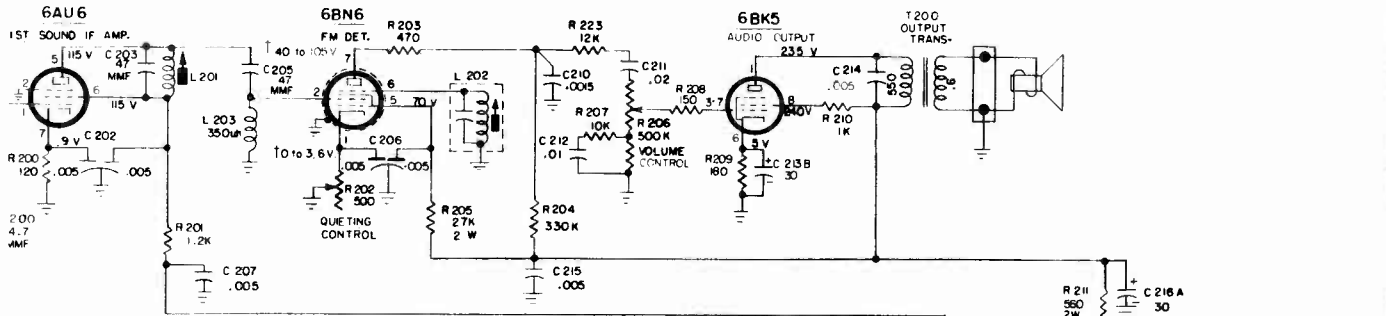 6AU6
1ST SOUND IF AMP.
5
115 V
C 203
47
MMF
L 201
2
1
6
115 V
7
.9 V
C 202
R 200
120
.005
.005
200
4.7
MMF
R 201
1.2K
C 207
.005
C 205
47
MMF
L 203
350uh
6BN6
FM DET.
↑ 40 to 105 V
7
2
6
5
70 V
1
↑0 to 3.6V
.005
C 206
.005
R 202
500
QUIETING
CONTROL
L 202
R 203
470
R 205
27K
2 W
C 210
.0015
R 204
330 K
C 215
.005
R 223
12K
C 211
.02
R 207
10K
C 212
.01
R 206
500K
VOLUME
CONTROL
R 208
150
3-7
6BK5
AUDIO OUTPUT
235 V
1
8
240V
6
5 V
R 209
180
+
C 213B
30
R 210
1K
C 214
.005
550
T200
OUTPUT
TRANS-
.6
R 211
560
2W
+
C 216A
30